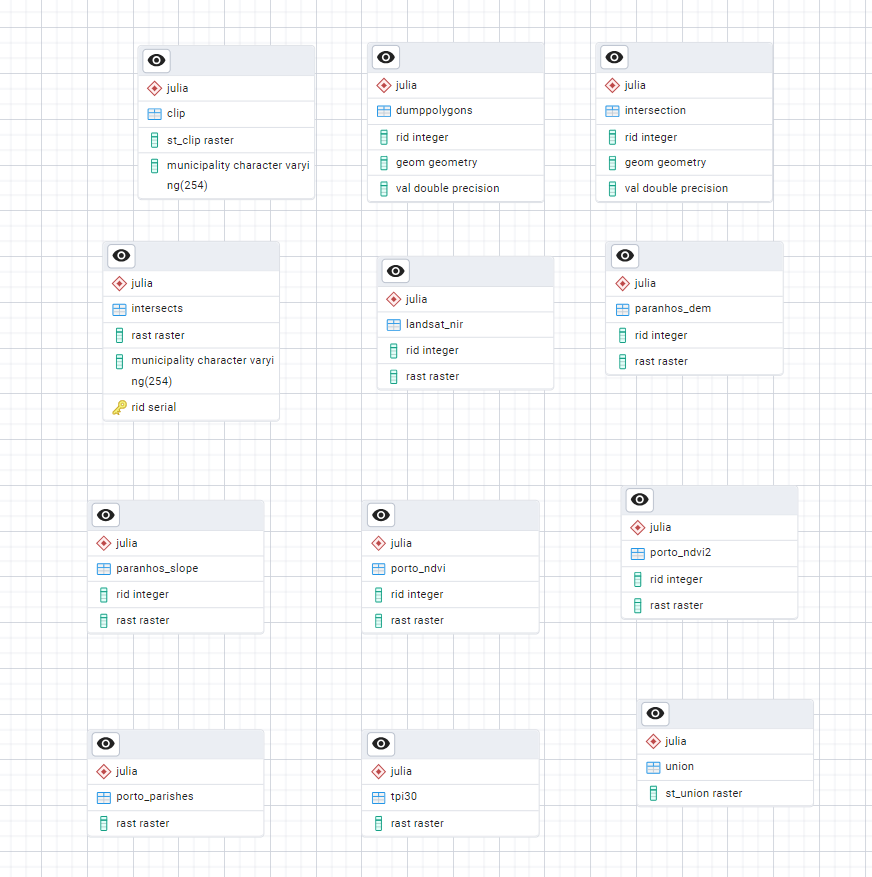 julia
clip
st_clip raster
municipality character varyi
ng(254)
julia
dumppolygons
rid integer
geom geometry
val double precision
julia
intersection
rid integer
geom geometry
val double precision
julia
intersects
rast raster
municipality character varyi
ng(254)
rid serial
julia
landsat_nir
rid integer
rast raster
julia
paranhos_dem
rid integer
rast raster
julia
paranhos_slope
rid integer
rast raster
julia
porto_ndvi
rid integer
rast raster
julia
porto_ndvi2
rid integer
rast raster
julia
porto_parishes
rast raster
julia
tpi30
rast raster
julia
union
st_union raster